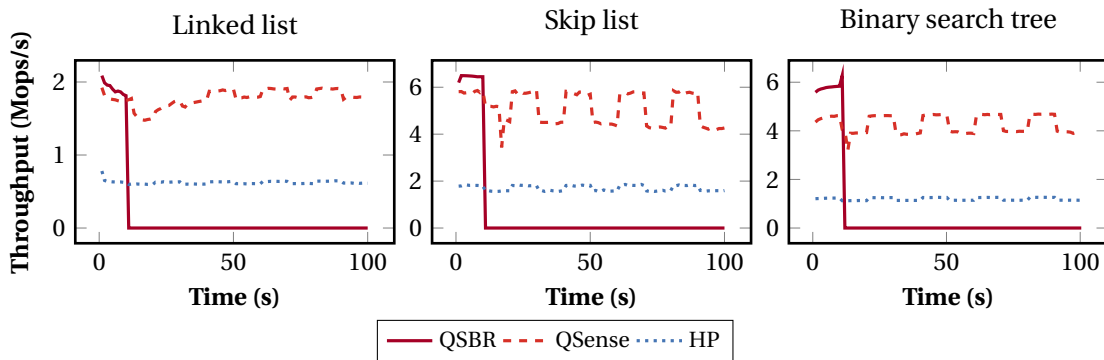 Linked list
Skip list
Binary search tree
Throughput (Mops/s)
2
1
0
0 50 100
Time (s)
6
4
2
0
0 50 100
Time (s)
6
4
2
0
0 50 100
Time (s)
QSBR QSense HP